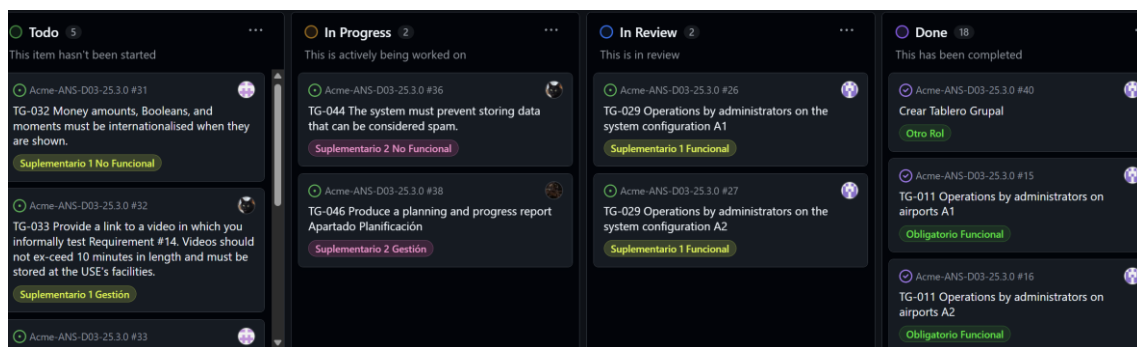 Todo 5
This item hasn't been started
Acme-ANS-D03-25.3.0 #31
TG-032 Money amounts, Booleans, and
moments must be internationalised when they
are shown.
Suplementario 1 No Funcional
Acme-ANS-D03-25.3.0 #32
TG-033 Provide a link to a video in which you
informally test Requirement #14. Videos should
not ex-ceed 10 minutes in length and must be
stored at the USE's facilities.
Suplementario 1 Gestión
Acme-ANS-D03-25.3.0 #33
In Progress 2
This is actively being worked on
Acme-ANS-D03-25.3.0 #36
TG-044 The system must prevent storing data
that can be considered spam.
Suplementario 2 No Funcional
Acme-ANS-D03-25.3.0 #38
TG-046 Produce a planning and progress report
Apartado Planificación
Suplementario 2 Gestión
In Review 2
This is in review
Acme-ANS-D03-25.3.0 #26
TG-029 Operations by administrators on the
system configuration A1
Suplementario 1 Funcional
Acme-ANS-D03-25.3.0 #27
TG-029 Operations by administrators on the
system configuration A2
Suplementario 1 Funcional
Done 18
This has been completed
Acme-ANS-D03-25.3.0 #40
Crear Tablero Grupal
Otro Rol
Acme-ANS-D03-25.3.0 #15
TG-011 Operations by administrators on
airports A1
Obligatorio Funcional
Acme-ANS-D03-25.3.0 #16
TG-011 Operations by administrators on
airports A2
Obligatorio Funcional